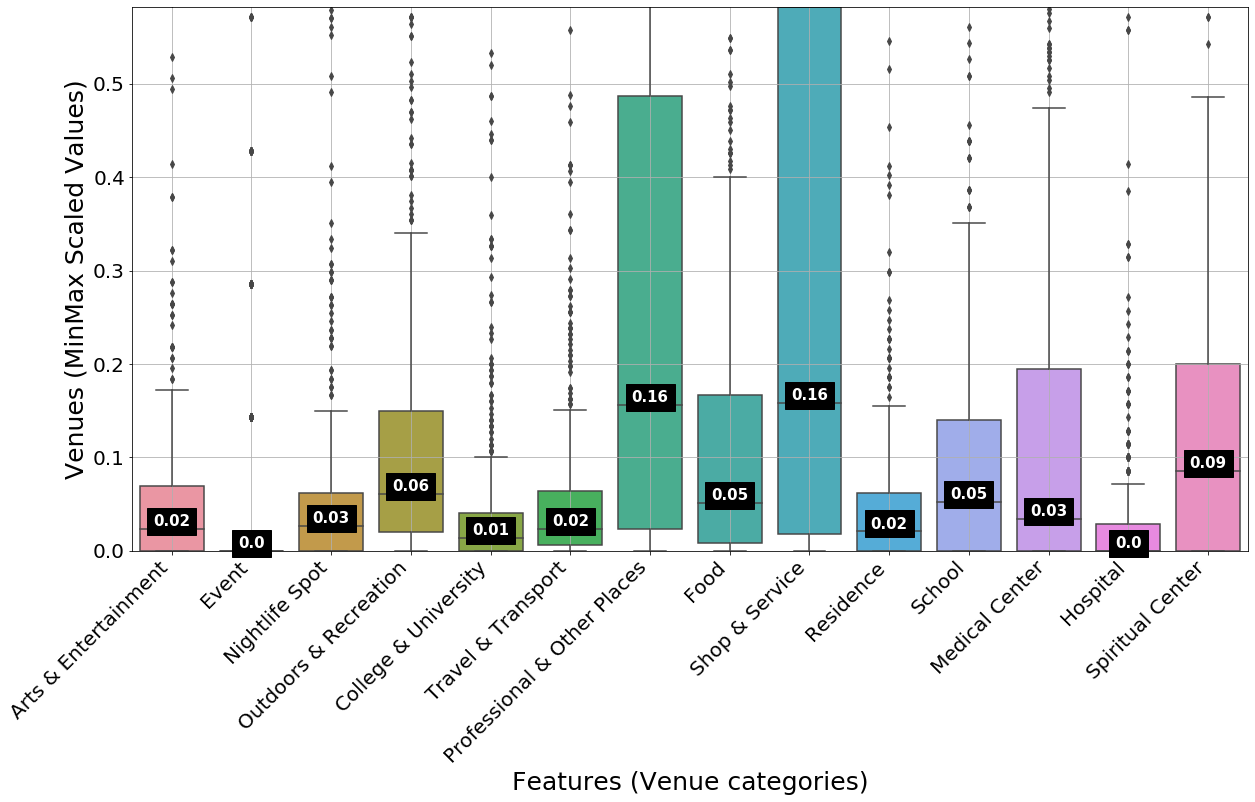 Venues (MinMax Scaled Values)
0.5
0.4
0.3
0.2
0.1
0.0
0.02
0.0
0.03
0.06
0.01
0.02
0.16
0.05
0.16
0.02
0.05
0.03
0.0
0.09
Arts & Entertainment
Event
Nightlife Spot
Outdoors & Recreation
College & University
Travel & Transport
Professional & Other Places
Food
Shop & Service
Residence
School
Medical Center
Hospital
Spiritual Center
Features (Venue categories)